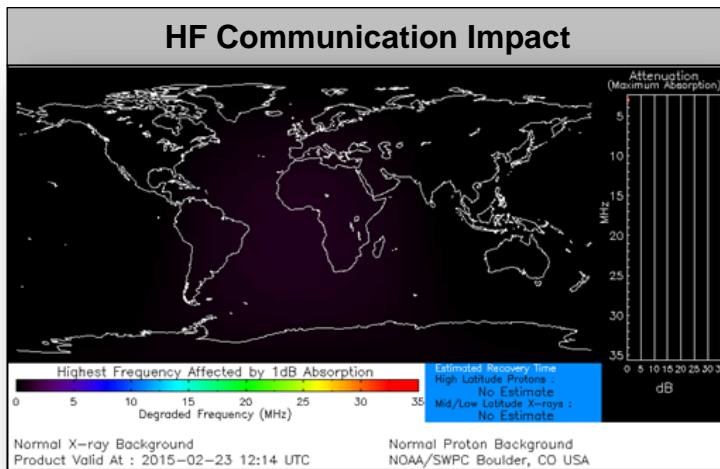 HF Communication Impact
Attenuation
(Maximum Absorption)
5
10
15
20
25
30
35
MHz
0 5 10 15 20 25 30 3
dB
Highest Frequency Affected by 1dB Absorption
0 5 10 15 20 25 30 35
Degraded Frequency (MHz)
Estimated Recovery Time
High Latitude Protons :
No Estimate
Mid/Low Latitude X-rays :
No Estimate
Normal X-ray Background
Normal Proton Background
Product Valid At : 2015-02-23 12:14 UTC
NOAA/SWPC Boulder, CO USA